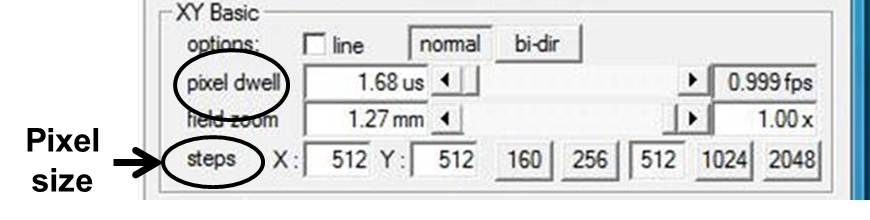 XY Basic
options: line normal bi-dir
pixel dwell 1.68 us 0.999 fps
field zoom 1.27 mm 1.00 x
Pixel size
steps X: 512 Y: 512 160 256 512 1024 2048